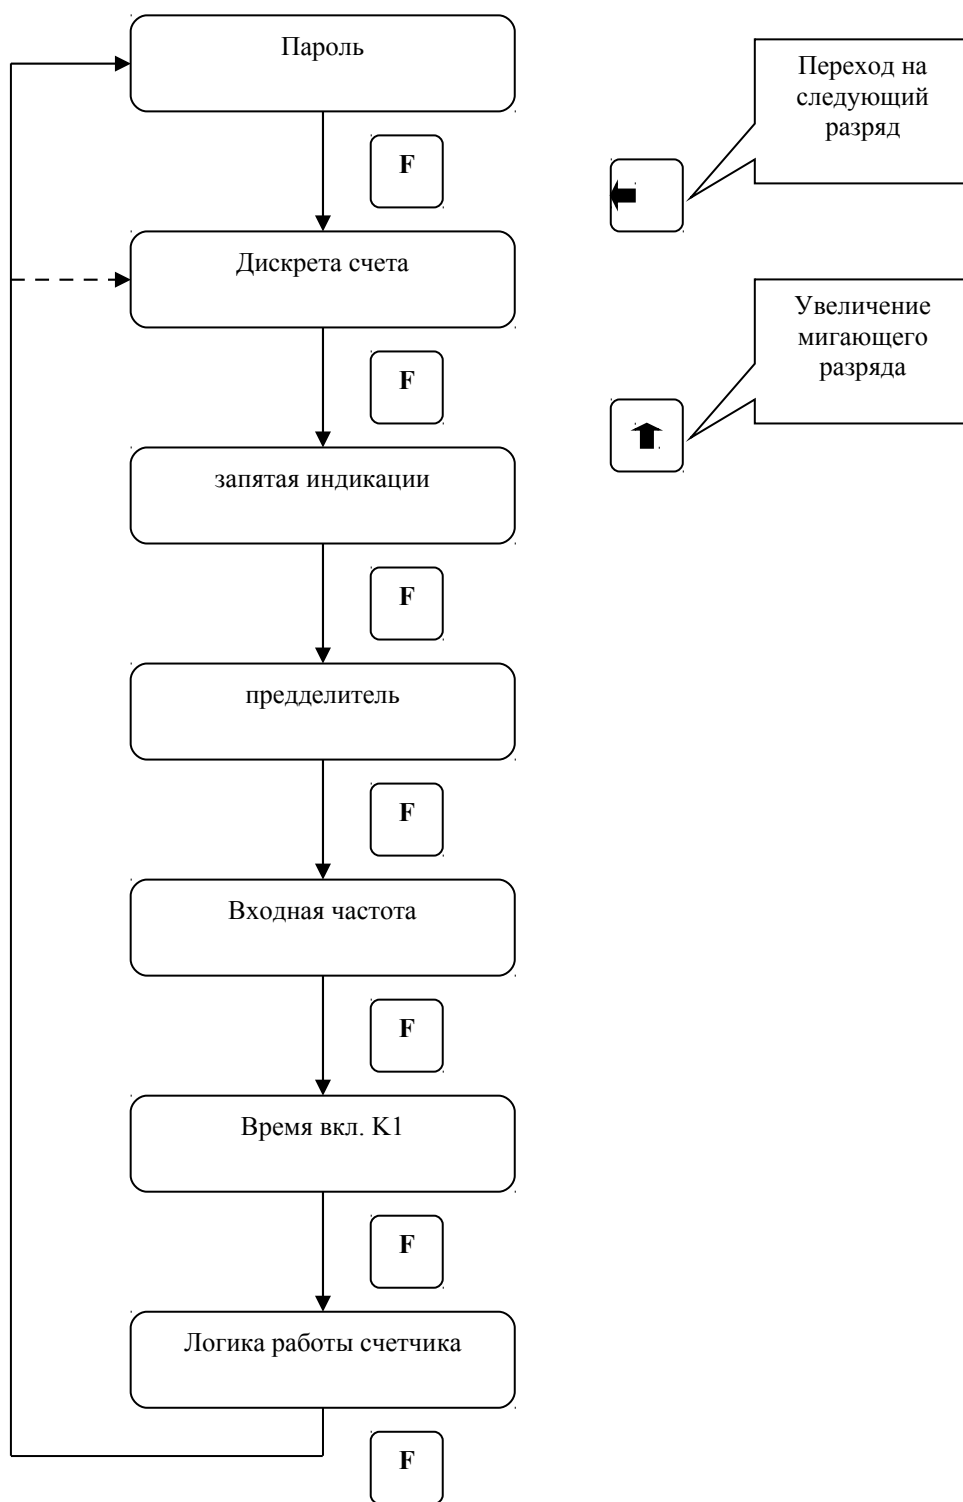 Пароль
F
Дискрета счета
F
запятая индикации
F
предделитель
F
Входная частота
F
Время вкл. К1
F
Логика работы счетчика
F
Переход на
следующий
разряд
Увеличение
мигающего
разряда